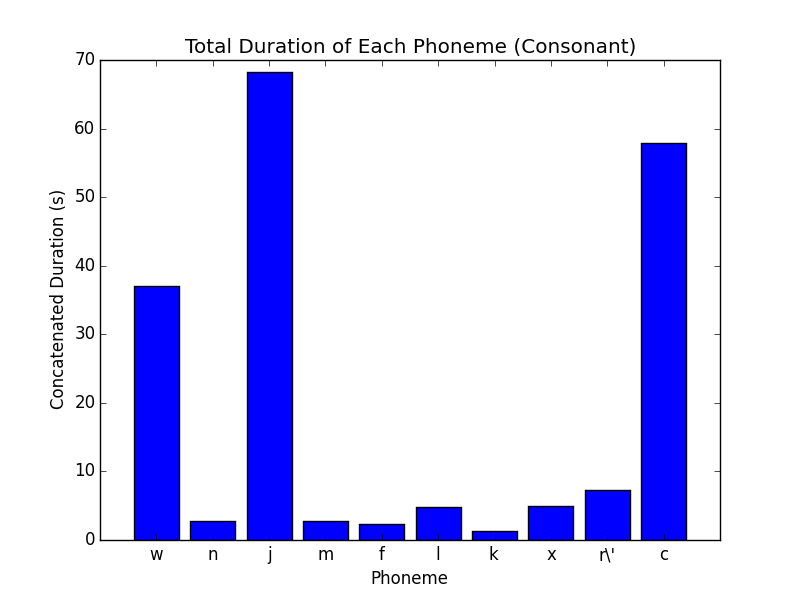 Total Duration of Each Phoneme (Consonant)
70
60
50
40
30
20
10
0
Concatenated Duration (s)
w n j m f l k x r\' c
Phoneme